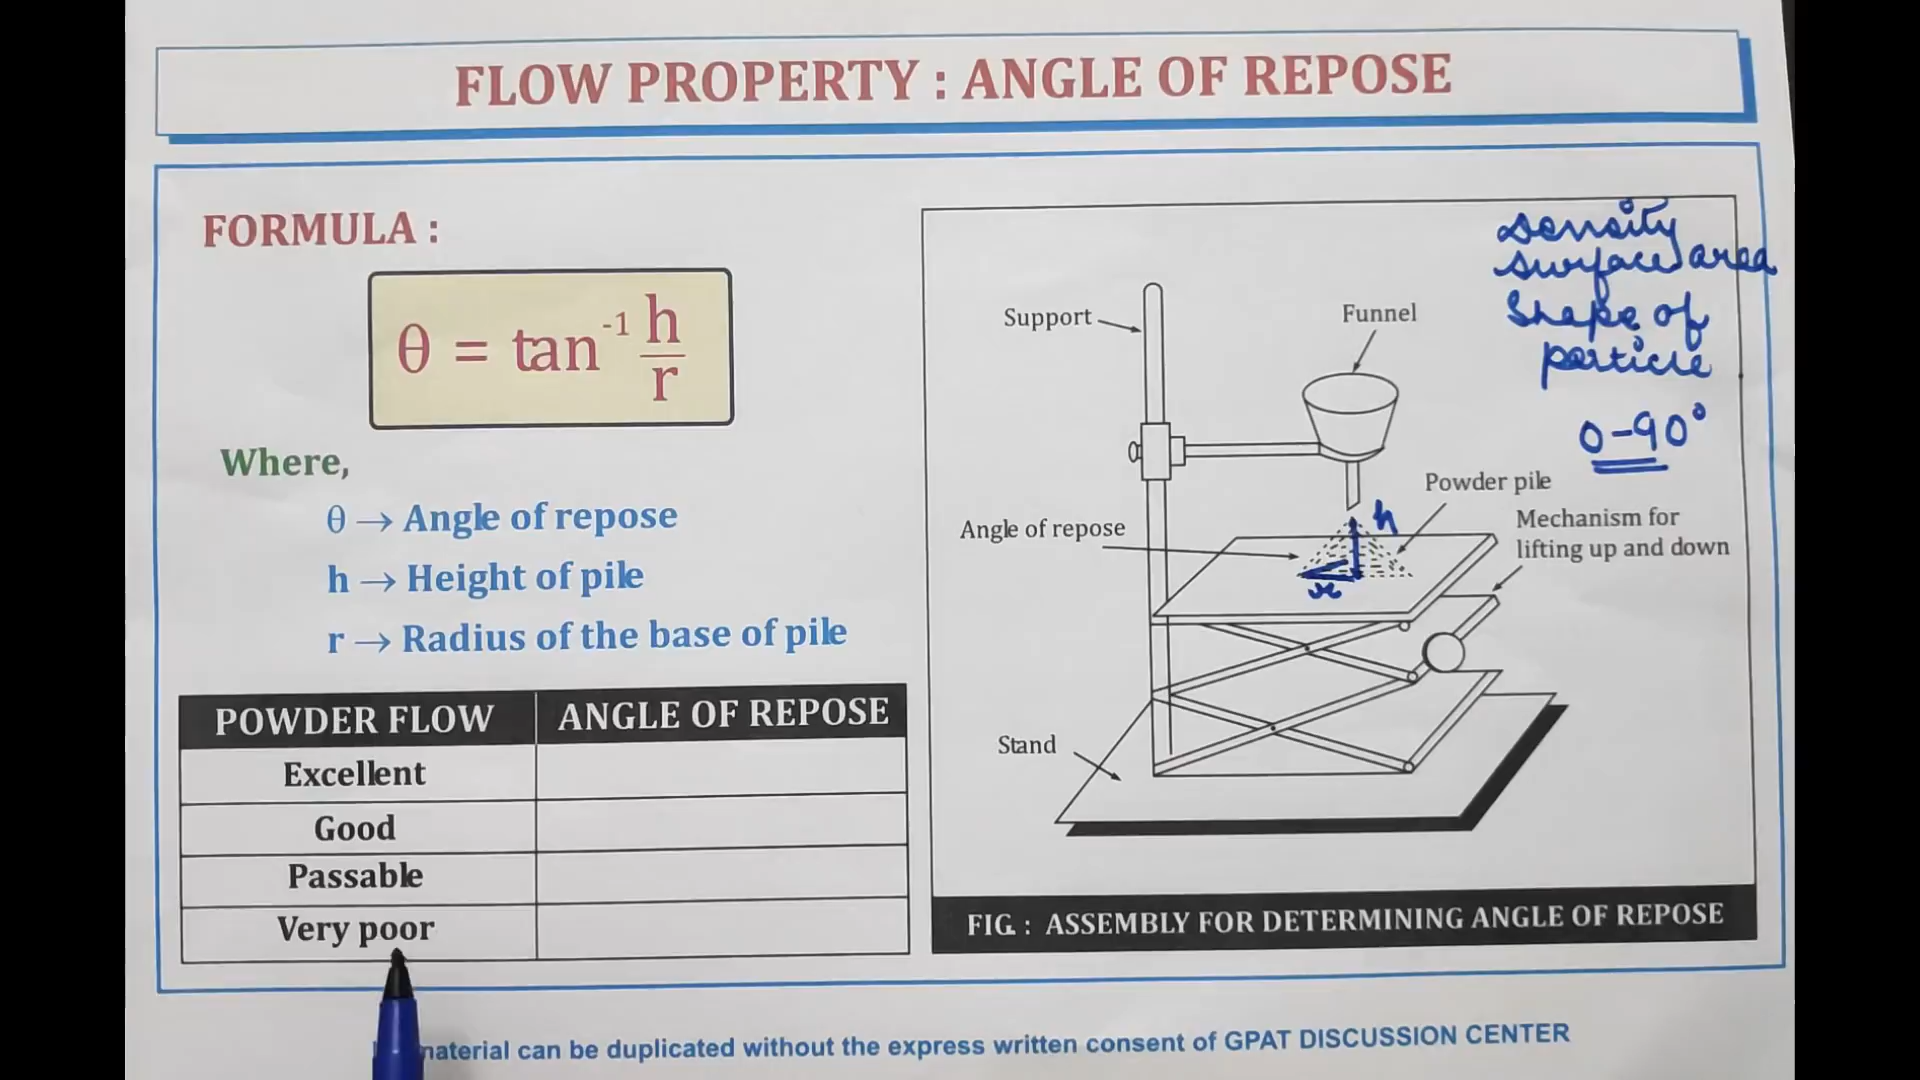 FLOW PROPERTY : ANGLE OF REPOSE
FORMULA :
θ = tan⁻¹ h/r
Where,
θ → Angle of repose
h → Height of pile
r → Radius of the base of pile
POWDER FLOW ANGLE OF REPOSE
Excellent
Good
Passable
Very poor
density
surface area
Shape of
particle
0-90°
Support
Funnel
Powder pile
h
Angle of repose
Mechanism for
lifting up and down
r
Stand
FIG. : ASSEMBLY FOR DETERMINING ANGLE OF REPOSE
material can be duplicated without the express written consent of GPAT DISCUSSION CENTER